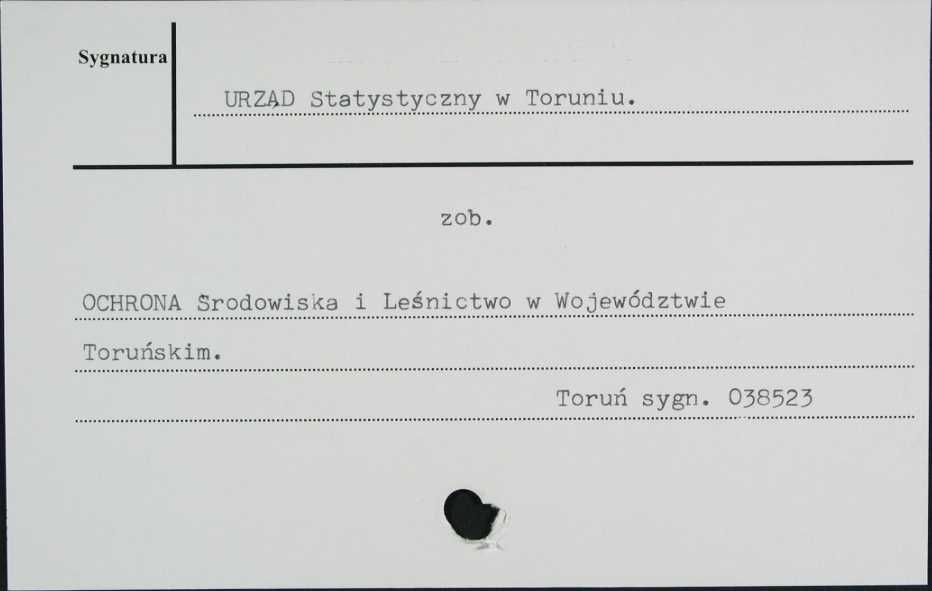 Sygnatura
URZĄD Statystyczny w Toruniu.
zob.
OCHRONA Środowiska i Leśnictwo w Województwie
Toruńskim.
Toruń sygn. 038523